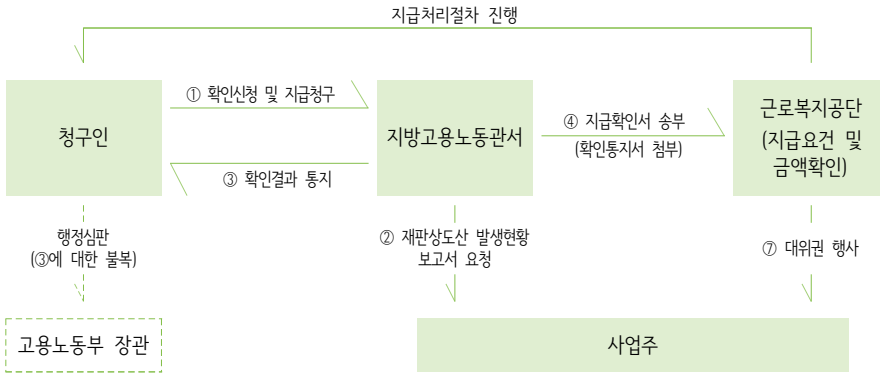 지급처리절차 진행
① 확인신청 및 지급청구
청구인
지방고용노동관서
④ 지급확인서 송부
(확인통지서 첨부)
근로복지공단
(지급요건 및
금액확인)
③ 확인결과 통지
행정심판
(③에 대한 불복)
② 재판상도산 발생현황
보고서 요청
⑦ 대위권 행사
고용노동부 장관
사업주